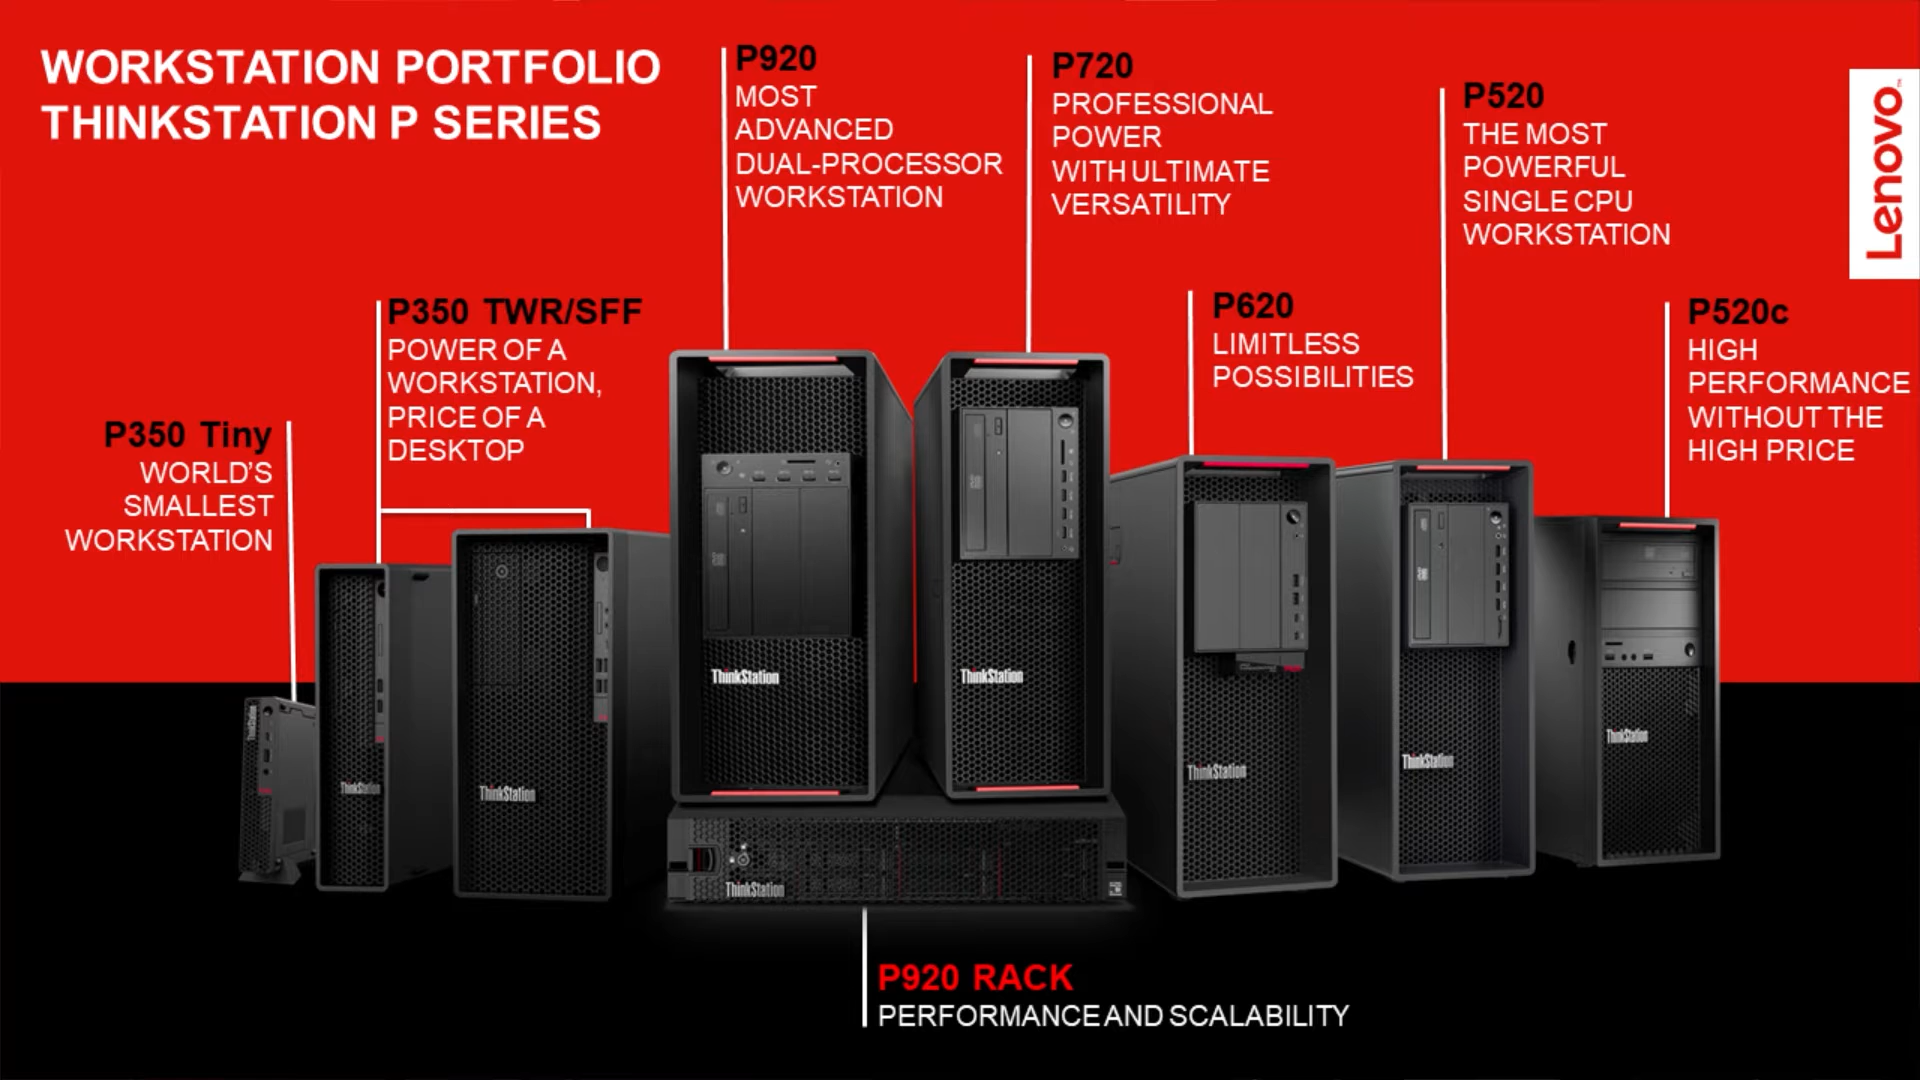 WORKSTATION PORTFOLIO
THINKSTATION P SERIES
P920
MOST
ADVANCED
DUAL-PROCESSOR
WORKSTATION
P720
PROFESSIONAL
POWER
WITH ULTIMATE
VERSATILITY
P520
THE MOST
POWERFUL
SINGLE CPU
WORKSTATION
Lenovo
P350 TWR/SFF
POWER OF A
WORKSTATION,
PRICE OF A
DESKTOP
P620
LIMITLESS
POSSIBILITIES
P520c
HIGH
PERFORMANCE
WITHOUT THE
HIGH PRICE
P350 Tiny
WORLD'S
SMALLEST
WORKSTATION
ThinkStation
ThinkStation
ThinkStation
ThinkStation
ThinkStation
ThinkStation
ThinkStation
ThinkStation
ThinkStation
P920 RACK
PERFORMANCE AND SCALABILITY